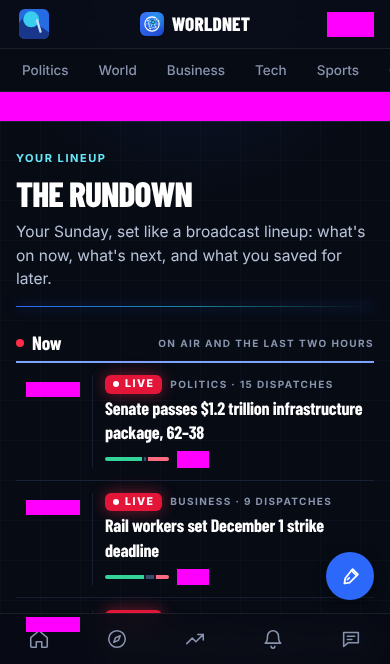 WORLDNET
Politics World Business Tech Sports
YOUR LINEUP
THE RUNDOWN
Your Sunday, set like a broadcast lineup: what's
on now, what's next, and what you saved for
later.
Now ON AIR AND THE LAST TWO HOURS
LIVE POLITICS · 15 DISPATCHES
Senate passes $1.2 trillion infrastructure
package, 62–38
LIVE BUSINESS · 9 DISPATCHES
Rail workers set December 1 strike
deadline